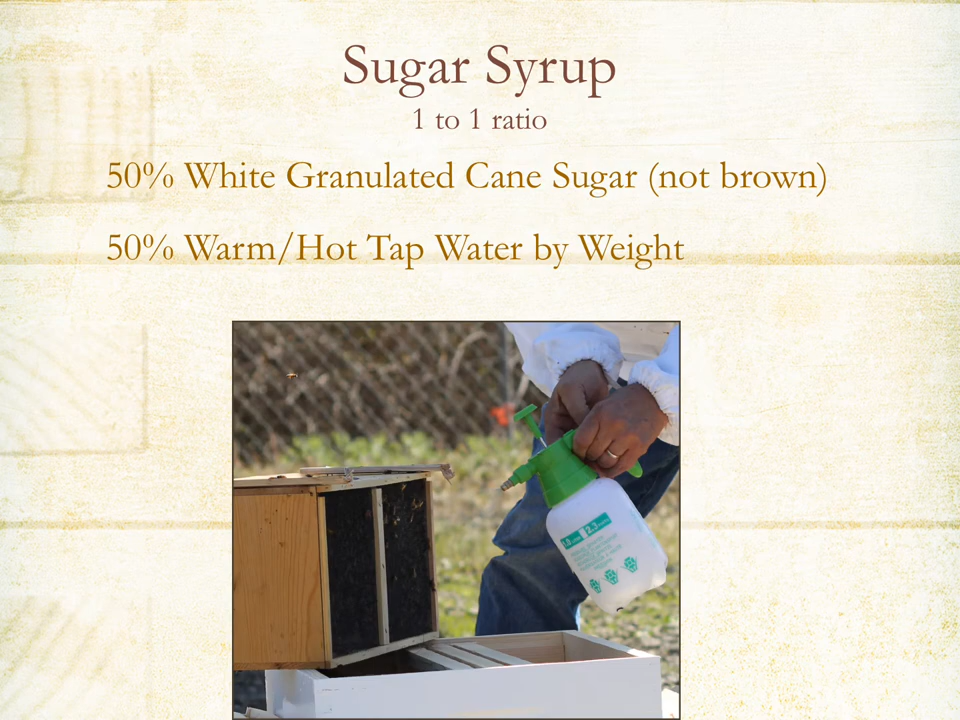 Sugar Syrup
1 to 1 ratio
50% White Granulated Cane Sugar (not brown)
50% Warm/Hot Tap Water by Weight